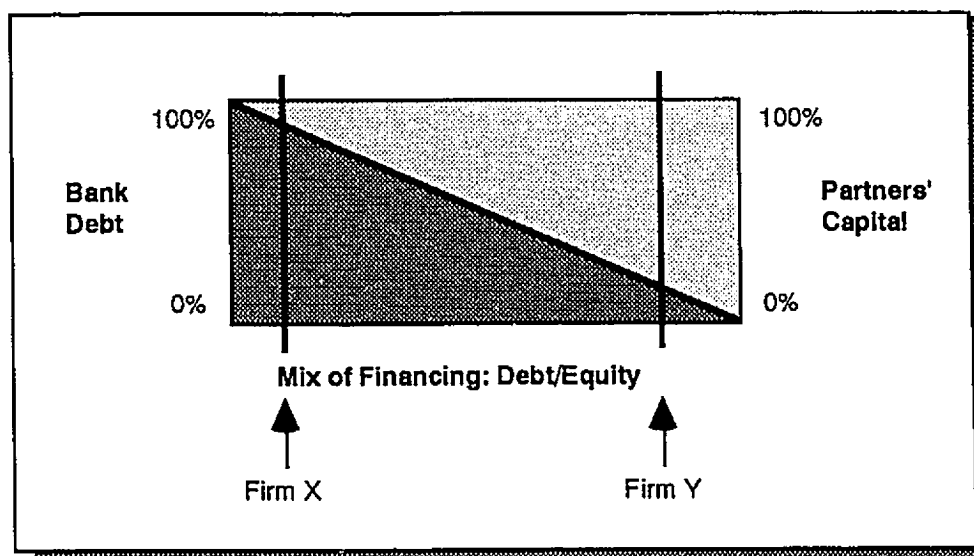 100%
100%
Bank
Debt
Partners'
Capital
0%
0%
Mix of Financing: Debt/Equity
Firm X
Firm Y